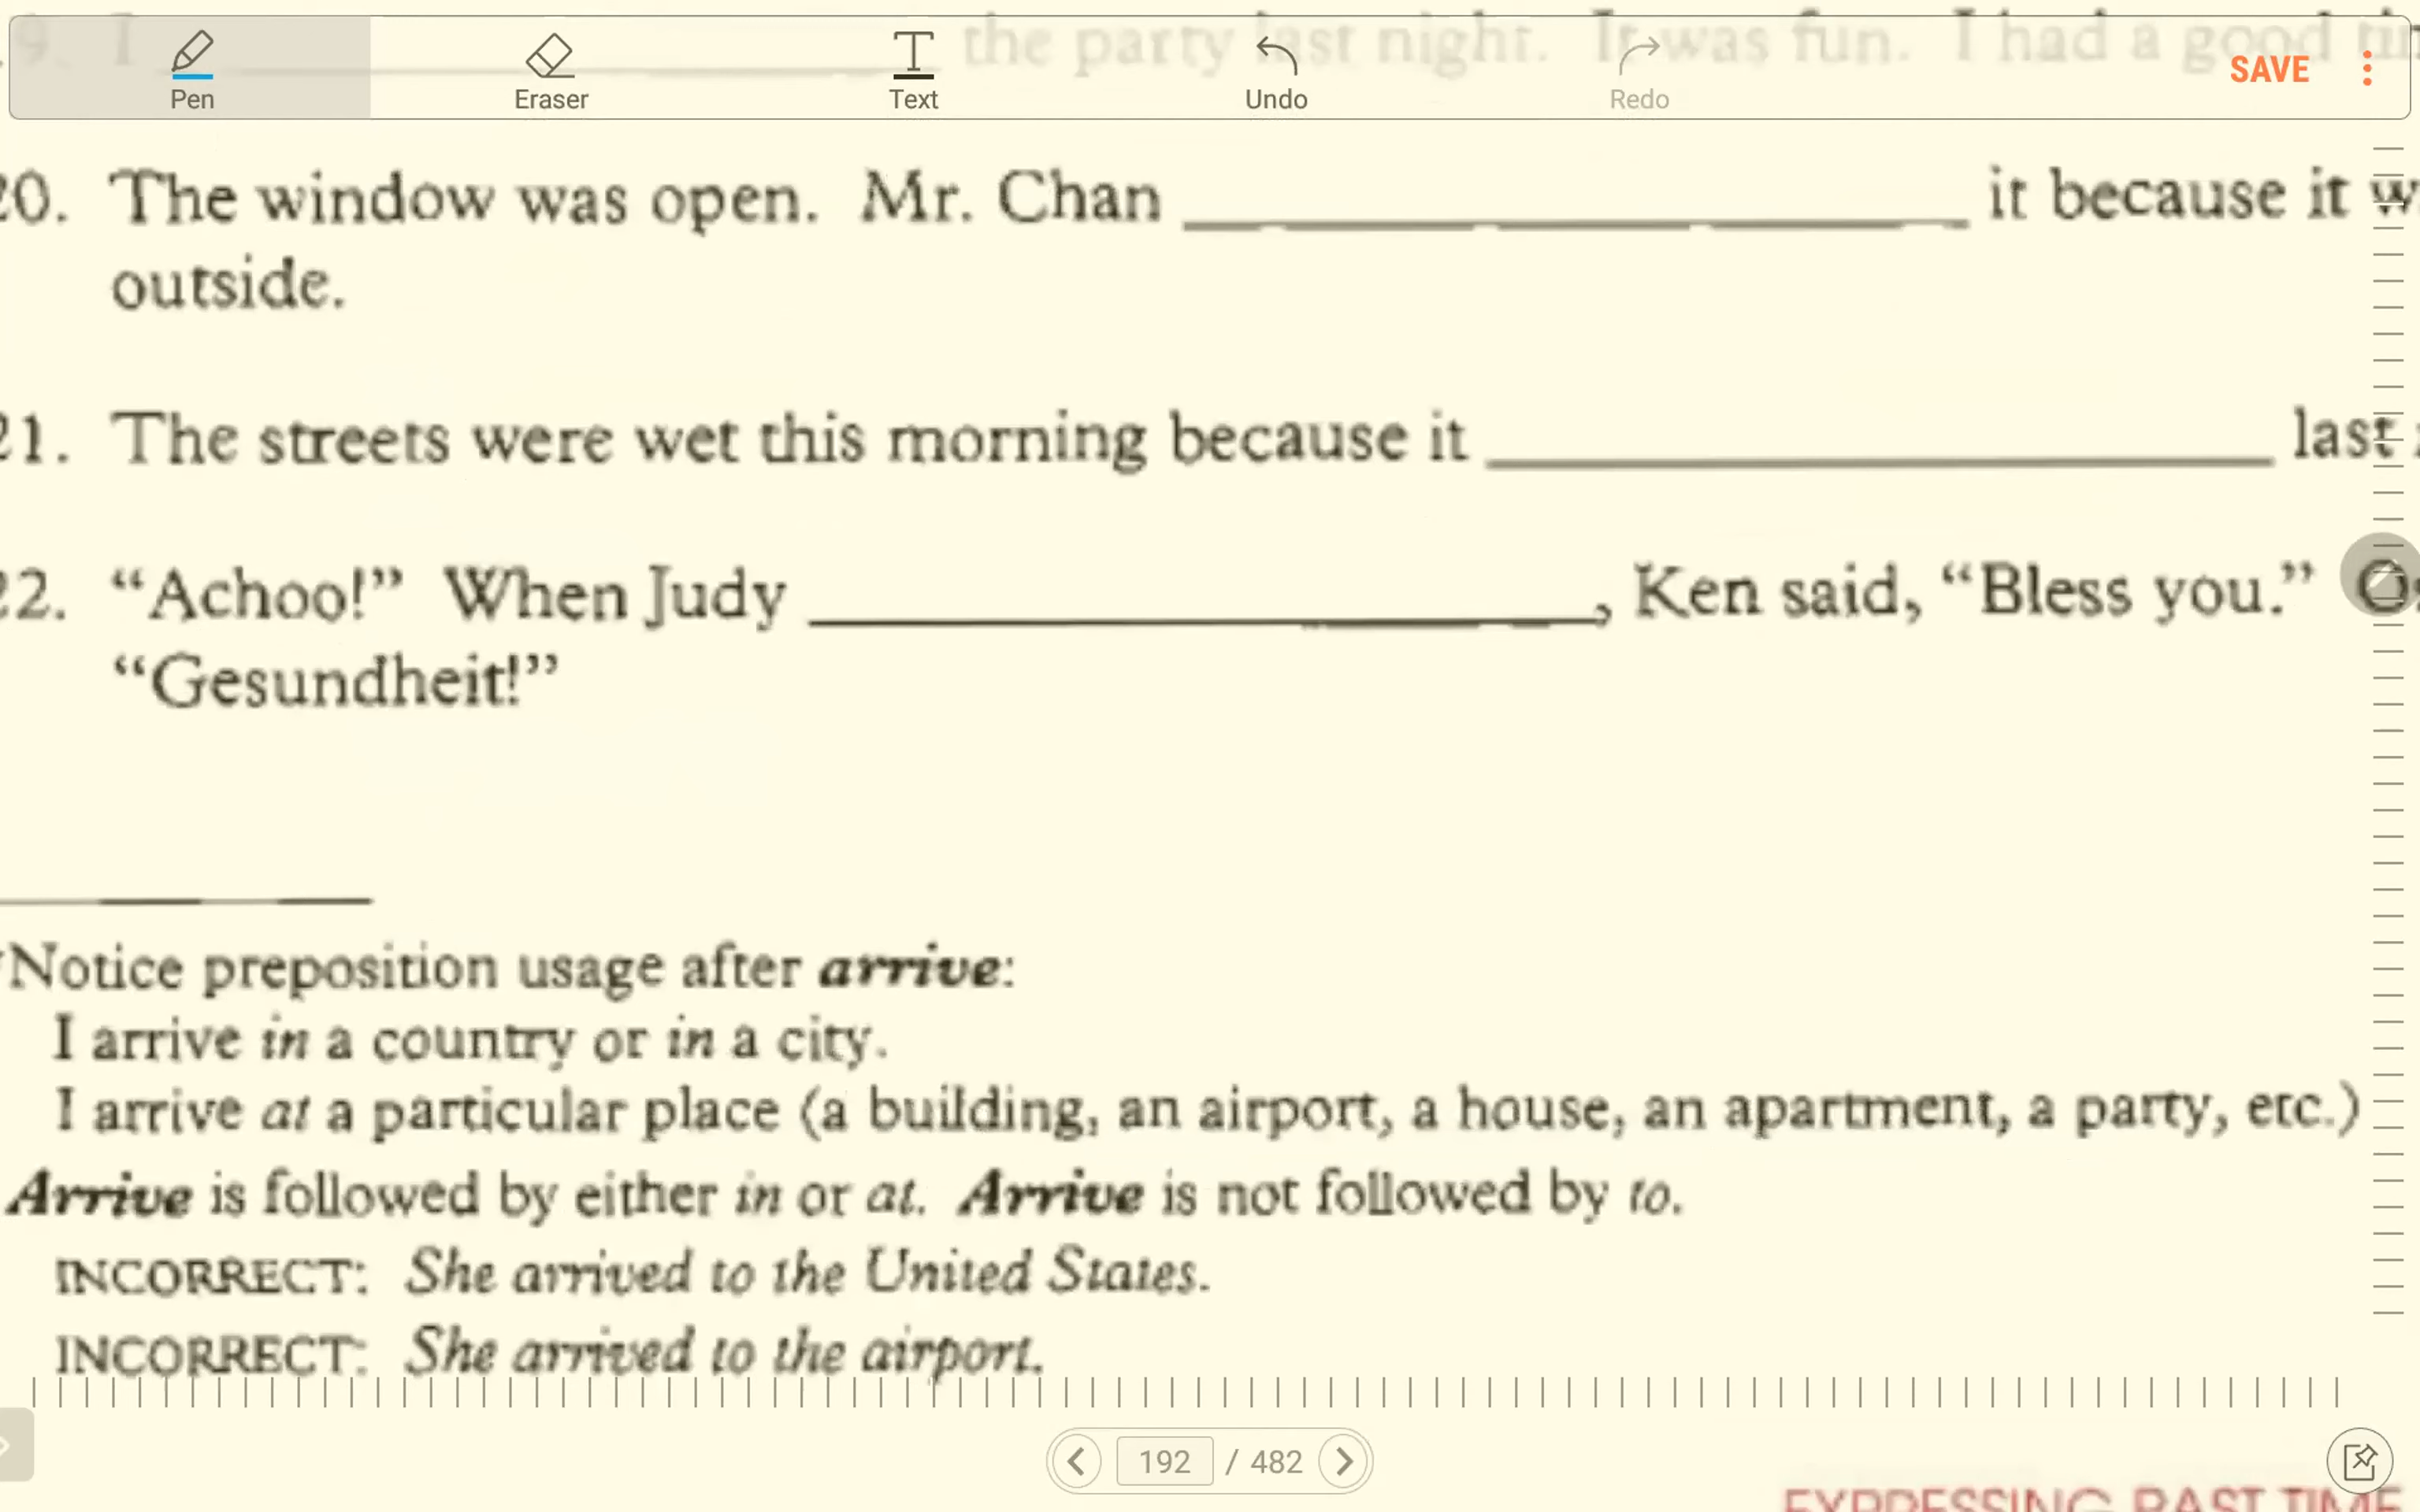 9. I ____________ the party last night. It was fun. I had a good
Pen Eraser Text Undo Redo SAVE
20. The window was open. Mr. Chan ____________ it because it
outside.
21. The streets were wet this morning because it ____________ last
22. “Achoo!” When Judy ____________, Ken said, “Bless you.”
“Gesundheit!”
Notice preposition usage after arrive:
I arrive in a country or in a city.
I arrive at a particular place (a building, an airport, a house, an apartment, a party, etc.)
Arrive is followed by either in or at. Arrive is not followed by to.
INCORRECT: She arrived to the United States.
INCORRECT: She arrived to the airport.
192 / 482
EXPRESSING PAST TIME